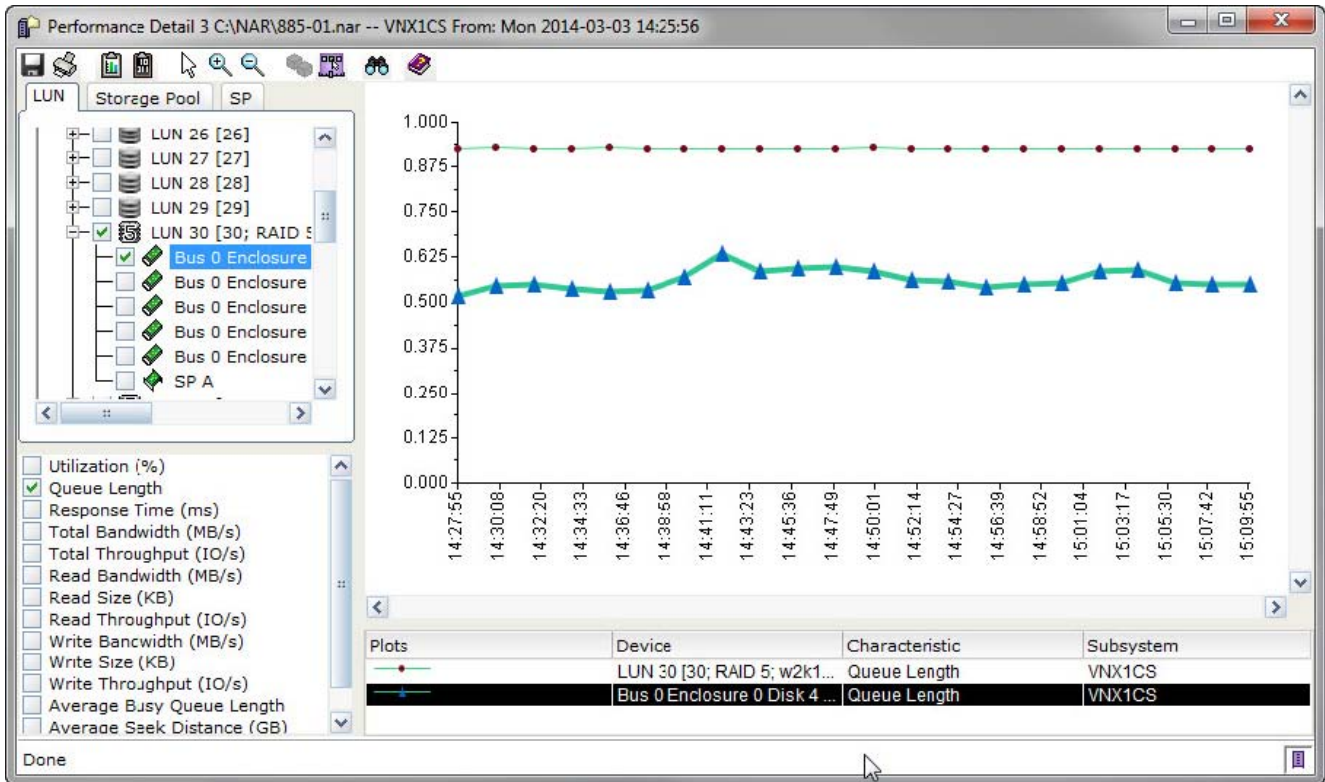 Performance Detail 3 C:\NAR\885-01.nar -- VNX1CS From: Mon 2014-03-03 14:25:56
LUN Storage Pool SP
LUN 26 [26]
LUN 27 [27]
LUN 28 [28]
LUN 29 [29]
LUN 30 [30; RAID 5
Bus 0 Enclosure
Bus 0 Enclosure
Bus 0 Enclosure
Bus 0 Enclosure
Bus 0 Enclosure
SP A
Utilization (%)
Queue Length
Response Time (ms)
Total Bandwidth (MB/s)
Total Throughput (IO/s)
Read Bandwidth (MB/s)
Read Size (KB)
Read Throughput (IO/s)
Write Bandwidth (MB/s)
Write Size (KB)
Write Throughput (IO/s)
Average Busy Queue Length
Average Seek Distance (GB)
1.000
0.875
0.750
0.625
0.500
0.375
0.250
0.125
0.000
14:27:55
14:30:08
14:32:20
14:34:33
14:36:46
14:38:58
14:41:11
14:43:23
14:45:36
14:47:49
14:50:01
14:52:14
14:54:27
14:56:39
14:58:52
15:01:04
15:03:17
15:05:30
15:07:42
15:09:55
Plots Device Characteristic Subsystem
LUN 30 [30; RAID 5; w2k1... Queue Length VNX1CS
Bus 0 Enclosure 0 Disk 4 ... Queue Length VNX1CS
Done